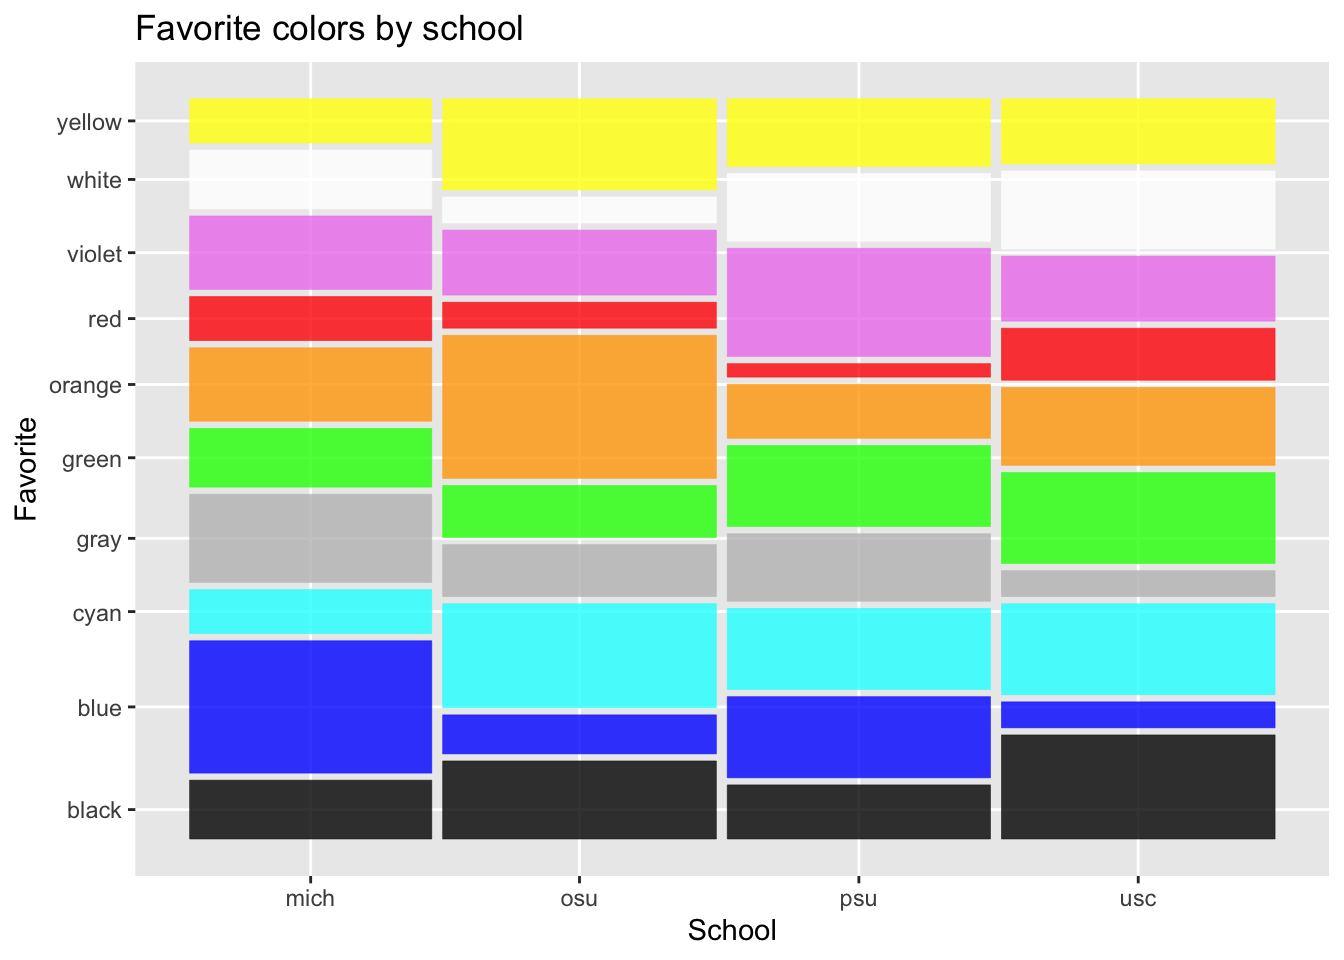 Favorite colors by school
yellow
white
violet
red
orange
green
gray
cyan
blue
black
Favorite
mich osu psu usc
School